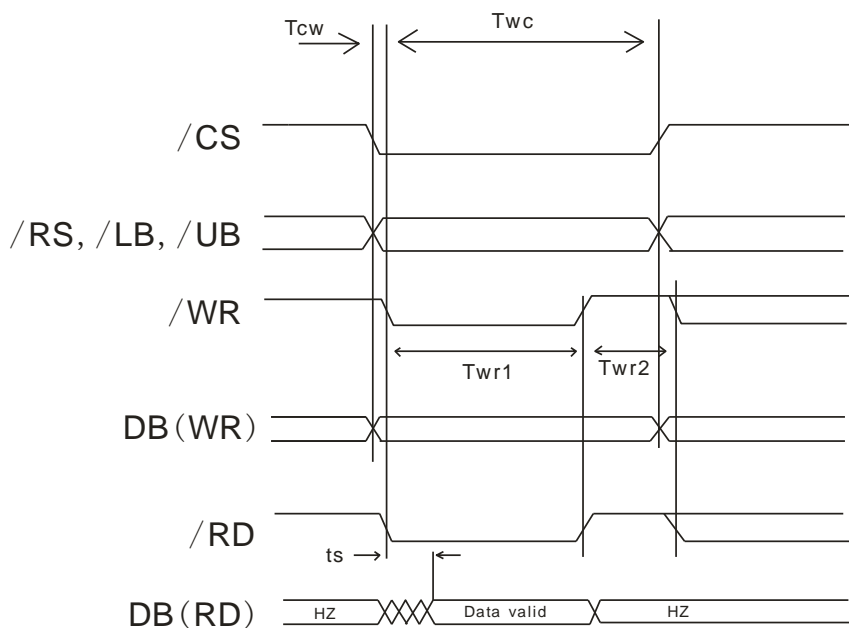 Tcw Twc
/CS
/RS, /LB, /UB
/WR
Twr1 Twr2
DB(WR)
/RD
ts
DB(RD) HZ Data valid HZ